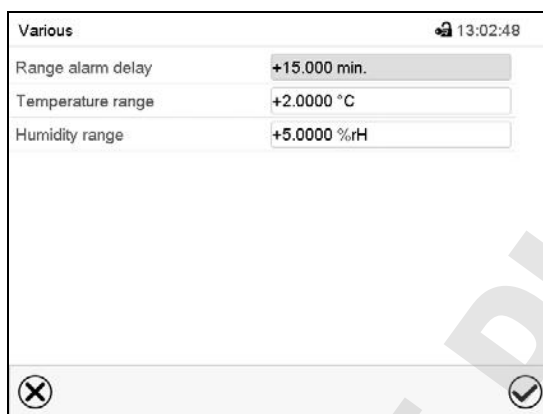 Various 13:02:48
Range alarm delay +15.000 min.
Temperature range +2.0000 °C
Humidity range +5.0000 %rH